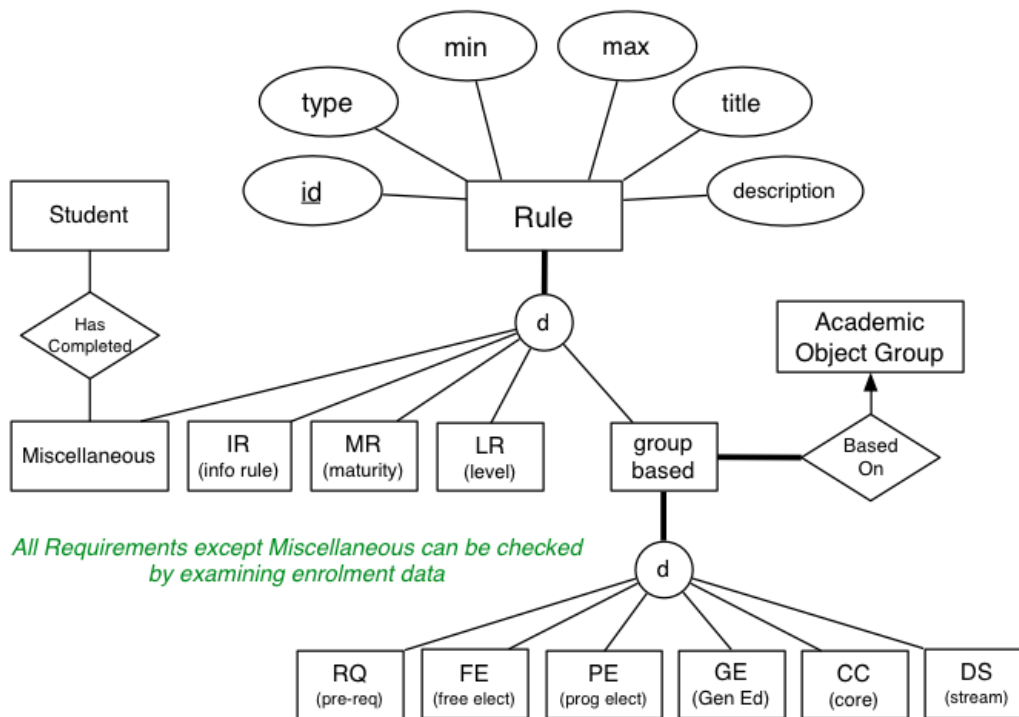 min
max
type
title
id
description
Student
Rule
Has
Completed
d
Academic
Object Group
Miscellaneous
IR
(info rule)
MR
(maturity)
LR
(level)
group
based
Based
On
All Requirements except Miscellaneous can be checked
by examining enrolment data
d
RQ
(pre-req)
FE
(free elect)
PE
(prog elect)
GE
(Gen Ed)
CC
(core)
DS
(stream)